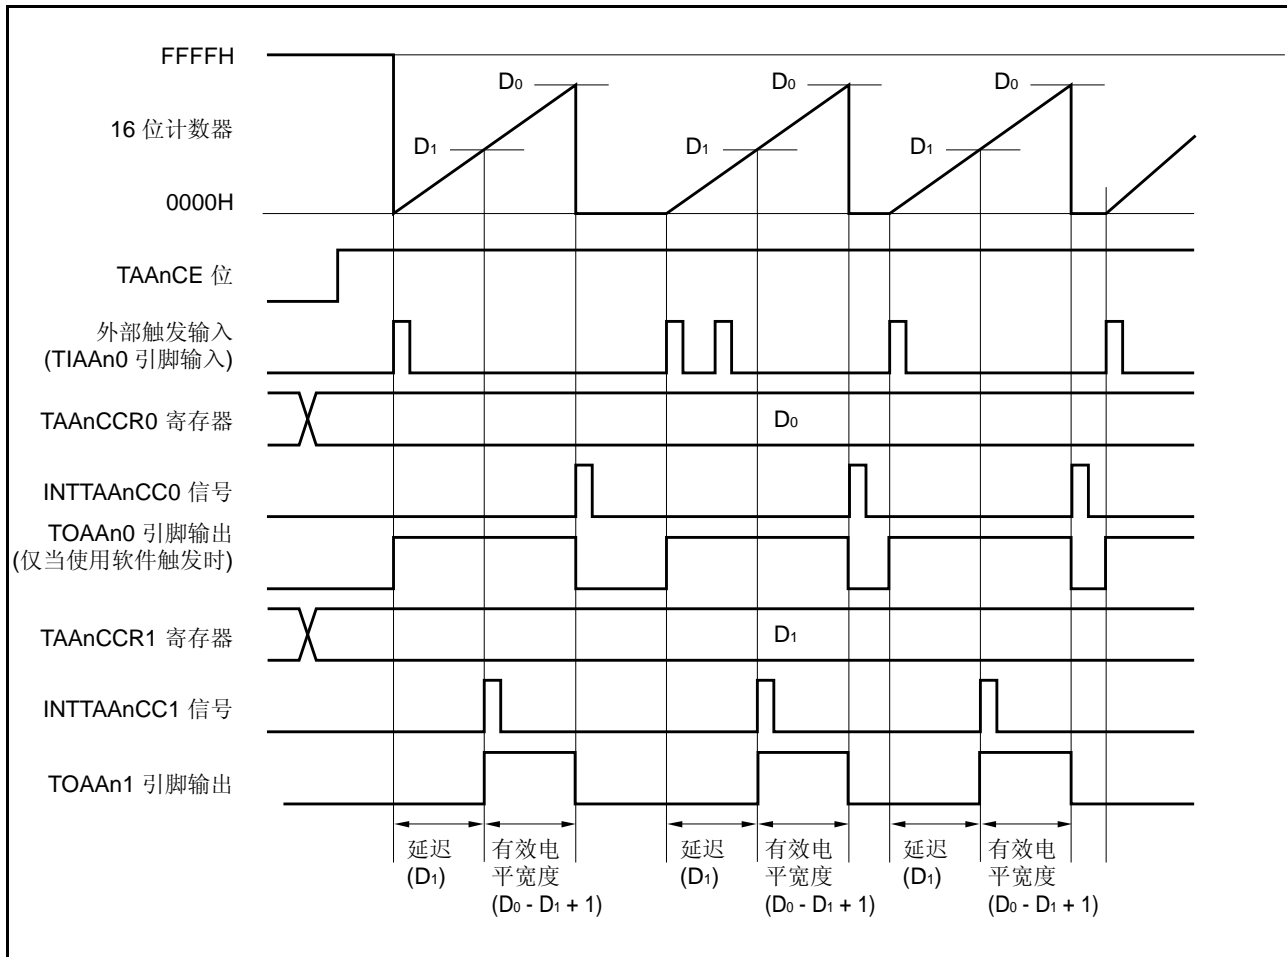 FFFFH
D0
D0
D0
16 位计数器
D1
D1
D1
0000H
TAAnCE 位
外部触发输入
(TIAAn0 引脚输入)
TAAnCCR0 寄存器
D0
INTTAAnCC0 信号
TOAAn0 引脚输出
(仅当使用软件触发时)
TAAnCCR1 寄存器
D1
INTTAAnCC1 信号
TOAAn1 引脚输出
延迟
(D1)
有效电
平宽度
(D0 - D1 + 1)
延迟
(D1)
有效电
平宽度
(D0 - D1 + 1)
延迟
(D1)
有效电
平宽度
(D0 - D1 + 1)